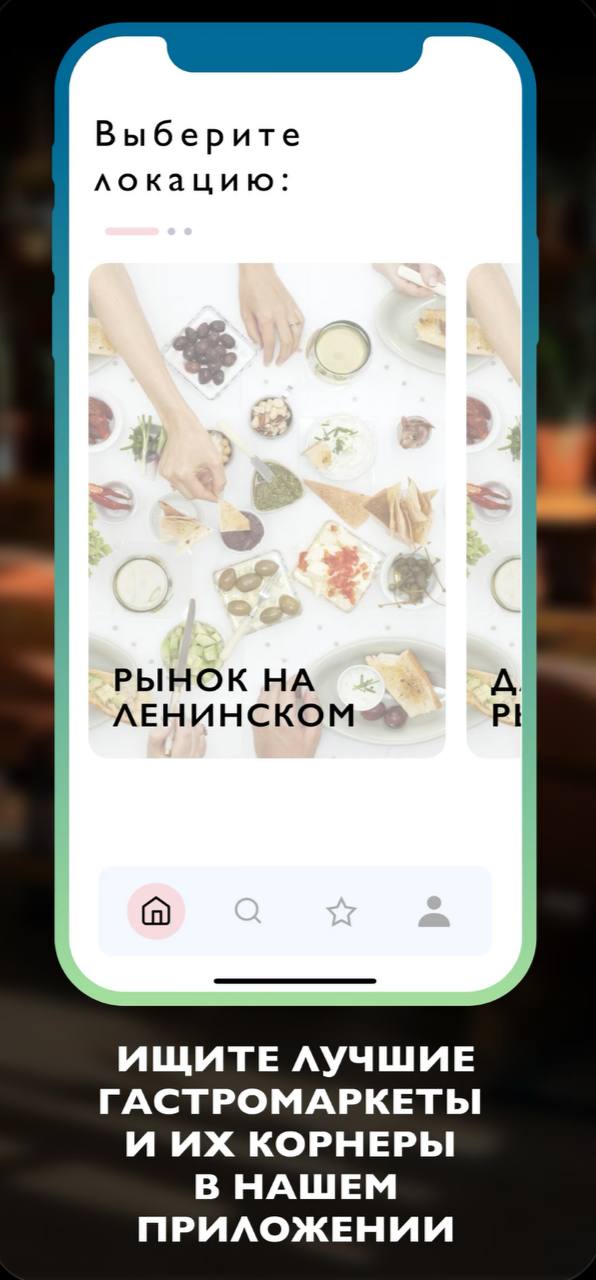 Выберите
локацию:
РЫНОК НА
ЛЕНИНСКОМ
ИЩИТЕ ЛУЧШИЕ
ГАСТРОМАРКЕТЫ
И ИХ КОРНЕРЫ
В НАШЕМ
ПРИЛОЖЕНИИ